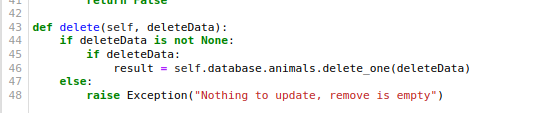 41 return False
42
43 def delete(self, deleteData):
44 if deleteData is not None:
45 if deleteData:
46 result = self.database.animals.delete_one(deleteData)
47 else:
48 raise Exception("Nothing to update, remove is empty")